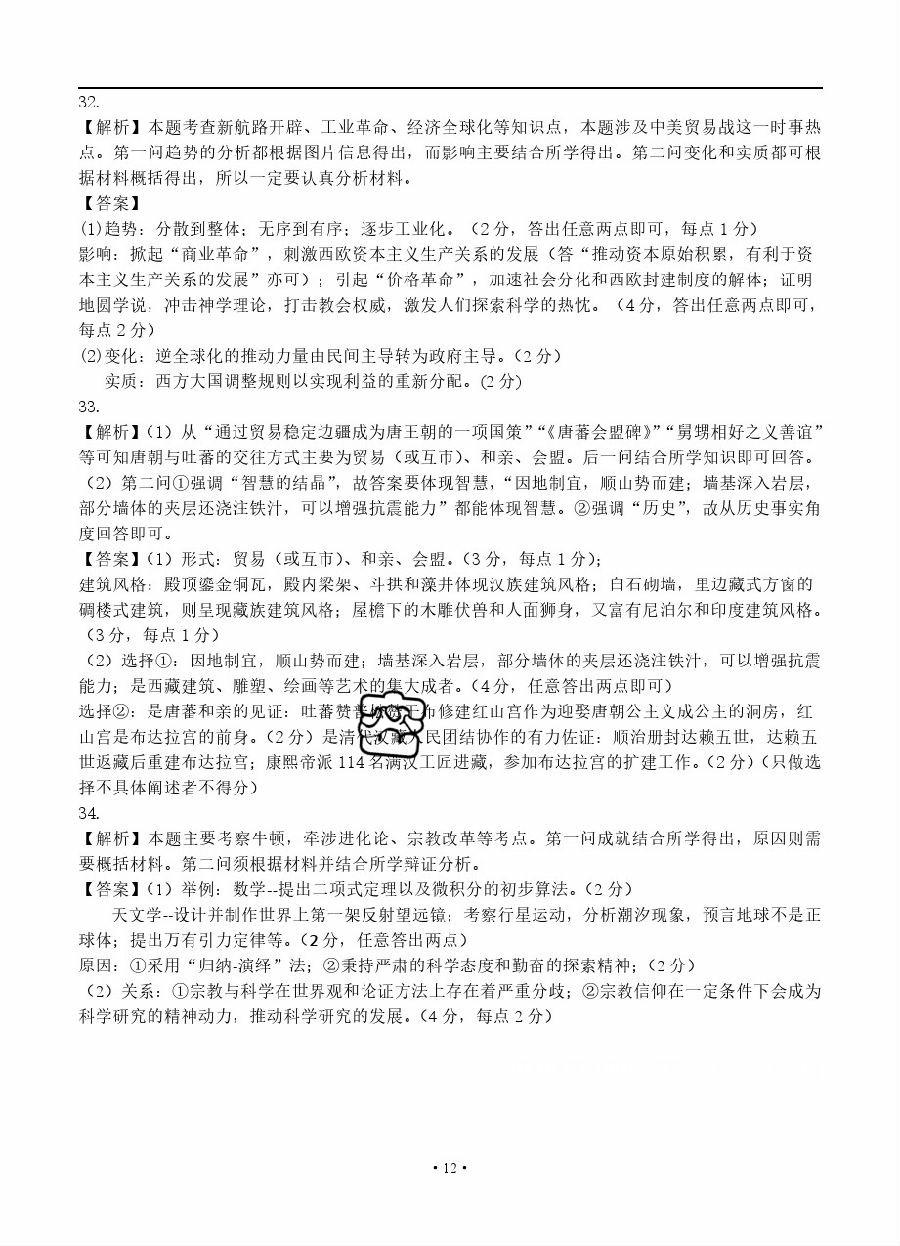 32.
【解析】本题考查新航路开辟、工业革命、经济全球化等知识点，本题涉及中美贸易战这一时事热
点。第一问趋势的分析都根据图片信息得出，而影响主要结合所学得出。第二问变化和实质都可根
据材料概括得出，所以一定要认真分析材料。
【答案】
(1)趋势：分散到整体；无序到有序；逐步工业化。（2分，答出任意两点即可，每点1分）
影响：掀起“商业革命”，刺激西欧资本主义生产关系的发展（答“推动资本原始积累，有利于资
本主义生产关系的发展”亦可）；引起“价格革命”，加速社会分化和西欧封建制度的解体；证明
地圆学说，冲击神学理论，打击教会权威，激发人们探索科学的热忱。（4分，答出任意两点即可，
每点2分）
(2)变化：逆全球化的推动力量由民间主导转为政府主导。（2分）
实质：西方大国调整规则以实现利益的重新分配。(2分)
33.
【解析】（1）从“通过贸易稳定边疆成为唐王朝的一项国策”“《唐蕃会盟碑》”“舅甥相好之义善谊”
等可知唐朝与吐蕃的交往方式主要为贸易（或互市）、和亲、会盟。后一问结合所学知识即可回答。
（2）第二问①强调“智慧的结晶”，故答案要体现智慧，“因地制宜，顺山势而建；墙基深入岩层，
部分墙体的夹层还浇注铁汁，可以增强抗震能力”都能体现智慧。②强调“历史”，故从历史事实角
度回答即可。
【答案】（1）形式：贸易（或互市）、和亲、会盟。（3分，每点1分）；
建筑风格：殿顶鎏金铜瓦，殿内梁架、斗拱和藻井体现汉族建筑风格；白石砌墙，里边藏式方窗的
碉楼式建筑，则呈现藏族建筑风格；屋檐下的木雕伏兽和人面狮身，又富有尼泊尔和印度建筑风格。
（3分，每点1分）
（2）选择①：因地制宜，顺山势而建；墙基深入岩层，部分墙体的夹层还浇注铁汁，可以增强抗震
能力；是西藏建筑、雕塑、绘画等艺术的集大成者。（4分，任意答出两点即可）
选择②：是唐蕃和亲的见证：吐蕃赞普松赞干布修建红山宫作为迎娶唐朝公主义成公主的洞房，红
山宫是布达拉宫的前身。（2分）是清代汉藏人民团结协作的有力佐证：顺治册封达赖五世，达赖五
世返藏后重建布达拉宫；康熙帝派114名满汉工匠进藏，参加布达拉宫的扩建工作。（2分）（只做选
择不具体阐述者不得分）
34.
【解析】本题主要考察牛顿，牵涉进化论、宗教改革等考点。第一问成就结合所学得出，原因则需
要概括材料。第二问须根据材料并结合所学辩证分析。
【答案】（1）举例：数学--提出二项式定理以及微积分的初步算法。（2分）
天文学--设计并制作世界上第一架反射望远镜；考察行星运动，分析潮汐现象，预言地球不是正
球体；提出万有引力定律等。（2分，任意答出两点）
原因：①采用“归纳-演绎”法；②秉持严肃的科学态度和勤奋的探索精神；（2分）
（2）关系：①宗教与科学在世界观和论证方法上存在着严重分歧；②宗教信仰在一定条件下会成为
科学研究的精神动力，推动科学研究的发展。（4分，每点2分）
·12·